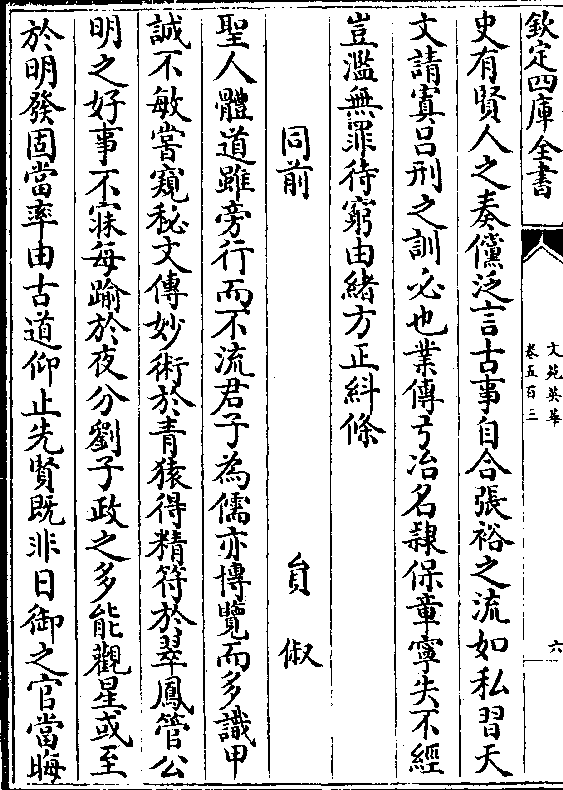 欽定四庫全書
文苑英華
卷五百三
六
史有賢人之奏儻泛言古事自合張裕之流如私習天
文請寘吕刑之訓必也業傳弓冶名隷保章寧失不經
豈濫無罪待窮由緒方正糾條
同前 貟俶
聖人體道雖旁行而不流君子為儒亦博覽而多識甲
誠不敏嘗窺秘文傳妙術於青猿得精符於翠鳳管公
明之好事不寐每踰於夜分劉子政之多能觀星或至
於明發固當率由古道仰止先賢既非日御之官當晦